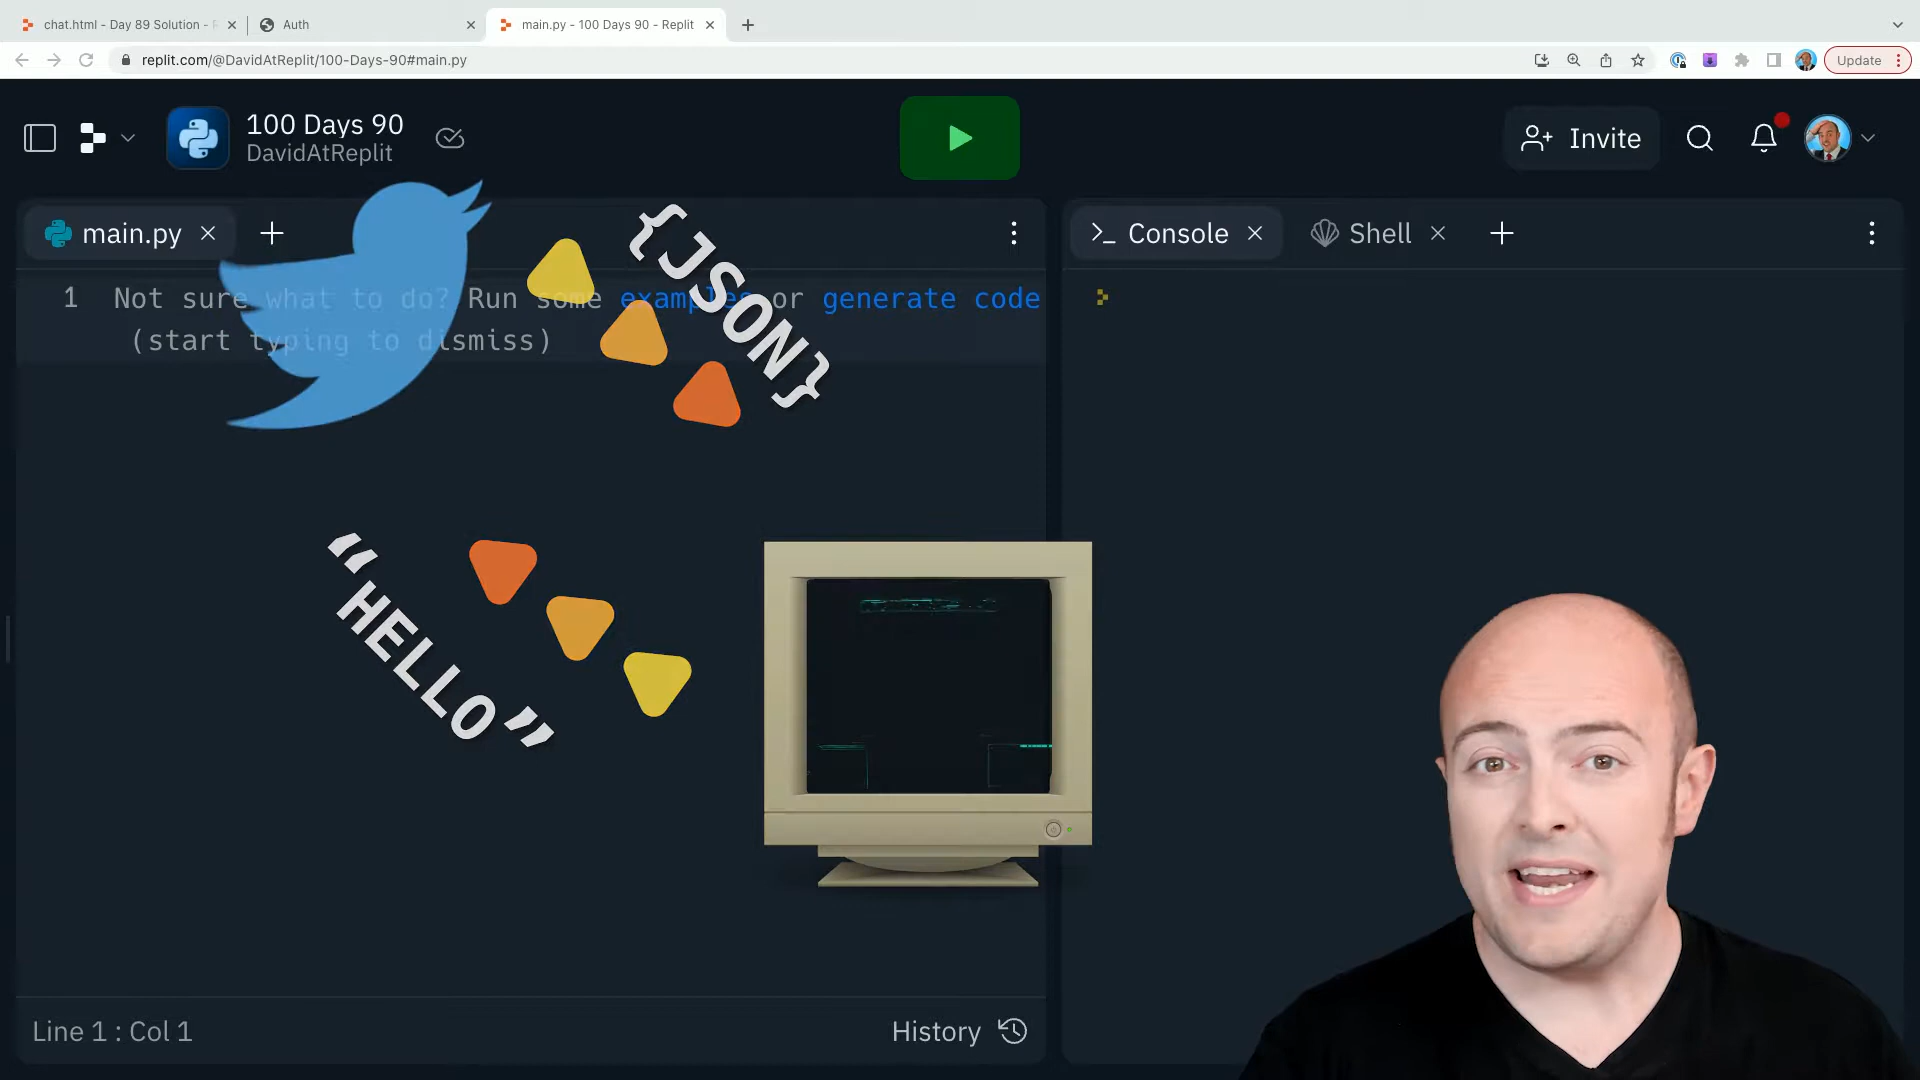 chat.html - Day 89 Solution -
Auth
main.py - 100 Days 90 - Replit
replit.com/@DavidAtReplit/100-Days-90#main.py
Update
100 Days 90
DavidAtReplit
Invite
main.py
Console
Shell
1 Not sure what to do? Run some examples or generate code
(start typing to dismiss)
{JSON}
“HELLO”
Line 1 : Col 1
History